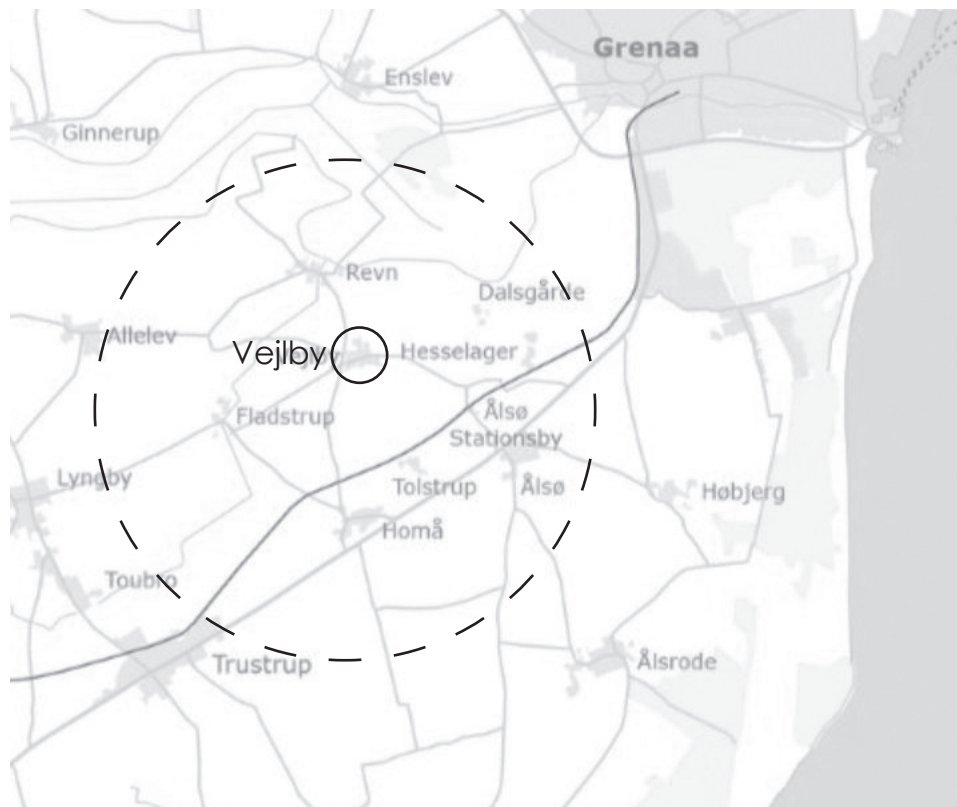 Grenaa
Enslev
Ginnerup
Revn
Dalsgårde
Allelev
Vejlby
Hesselager
Fladstrup
Ålsø
Stationsby
Lyngby
Tolstrup
Ålsø
Høbjerg
Homå
Toubro
Trustrup
Ålsrode